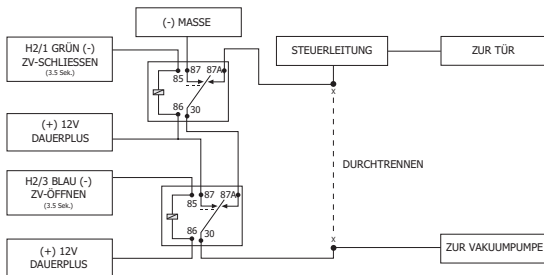 (-) MASSE
H2/1 GRÜN (-)
ZV-SCHLIESSEN
(3.5 Sek.)
STEUERLEITUNG
ZUR TÜR
87 87A
85
86
30
x
(+) 12V
DAUERPLUS
DURCHTRENNEN
H2/3 BLAU (-)
ZV-ÖFFNEN
(3.5 Sek.)
87 87A
85
86
30
x
(+) 12V
DAUERPLUS
ZUR VAKUUMPUMPE